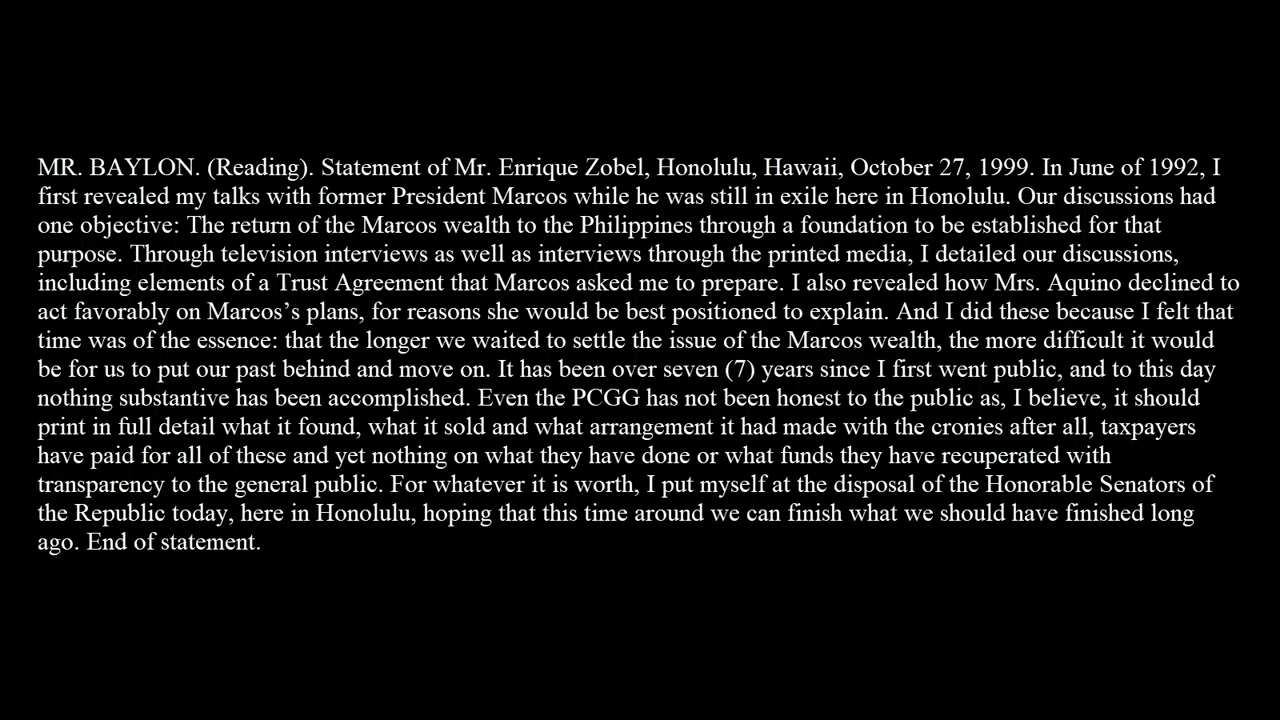 MR. BAYLON. (Reading). Statement of Mr. Enrique Zobel, Honolulu, Hawaii, October 27, 1999. In June of 1992, I
first revealed my talks with former President Marcos while he was still in exile here in Honolulu. Our discussions had
one objective: The return of the Marcos wealth to the Philippines through a foundation to be established for that
purpose. Through television interviews as well as interviews through the printed media, I detailed our discussions,
including elements of a Trust Agreement that Marcos asked me to prepare. I also revealed how Mrs. Aquino declined to
act favorably on Marcos’s plans, for reasons she would be best positioned to explain. And I did these because I felt that
time was of the essence: that the longer we waited to settle the issue of the Marcos wealth, the more difficult it would
be for us to put our past behind and move on. It has been over seven (7) years since I first went public, and to this day
nothing substantive has been accomplished. Even the PCGG has not been honest to the public as, I believe, it should
print in full detail what it found, what it sold and what arrangement it had made with the cronies after all, taxpayers
have paid for all of these and yet nothing on what they have done or what funds they have recuperated with
transparency to the general public. For whatever it is worth, I put myself at the disposal of the Honorable Senators of
the Republic today, here in Honolulu, hoping that this time around we can finish what we should have finished long
ago. End of statement.